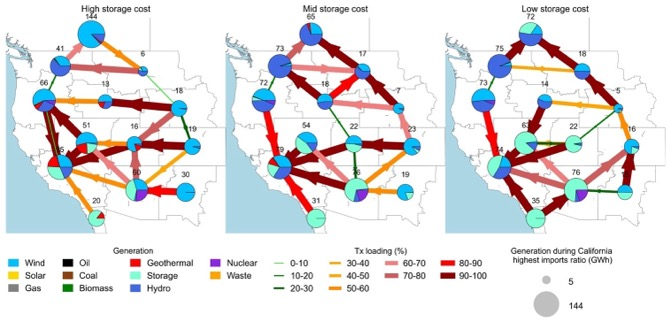 High storage cost
Mid storage cost
Low storage cost
144
41
6
66
13
18
51
16
19
60
30
20
65
73
17
72
18
7
54
22
23
79
76
19
31
72
75
18
73
14
5
63
22
16
74
76
35
Generation
Wind
Solar
Gas
Oil
Coal
Biomass
Geothermal
Storage
Hydro
Nuclear
Waste
Tx loading (%)
0-10
10-20
20-30
30-40
40-50
50-60
60-70
70-80
80-90
90-100
Generation during California
highest imports ratio (GWh)
5
144